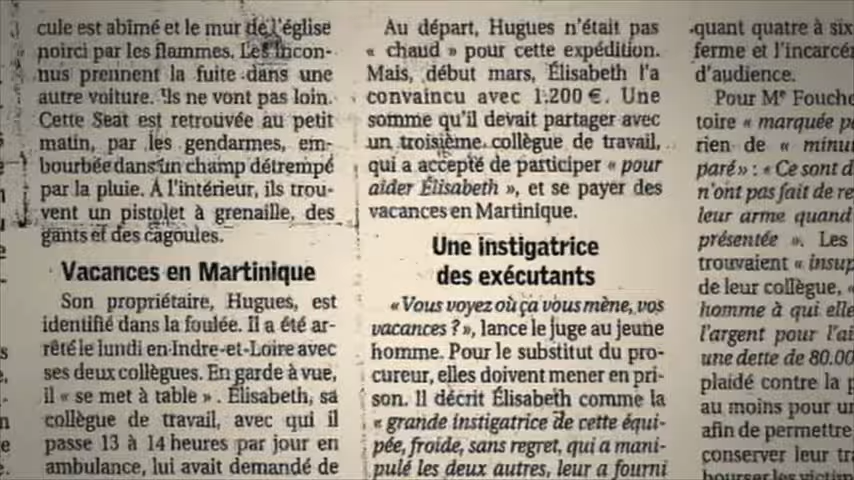 cule est abîmé et le mur de l'église
noirci par les flammes. Les incon-
nus prennent la fuite dans une
autre voiture. Ils ne vont pas loin.
Cette Seat est retrouvée au petit
matin, par les gendarmes, em-
bourbée dans un champ détrempé
par la pluie. À l'intérieur, ils trou-
vent un pistolet à grenaille, des
gants et des cagoules.
Vacances en Martinique
Son propriétaire, Hugues, est
identifié dans la foulée. Il a été ar-
rêté le lundi en Indre-et-Loire avec
ses deux collègues. En garde à vue,
il « se met à table ». Élisabeth, sa
collègue de travail, avec qui il
passe 13 à 14 heures par jour en
ambulance, lui avait demandé de
Au départ, Hugues n'était pas
« chaud » pour cette expédition.
Mais, début mars, Élisabeth l'a
convaincu avec 1.200 €. Une
somme qu'il devait partager avec
un troisième collègue de travail,
qui a accepté de participer « pour
aider Élisabeth », et se payer des
vacances en Martinique.
Une instigatrice
des exécutants
« Vous voyez où ça vous mène, vos
vacances ? », lance le juge au jeune
homme. Pour le substitut du pro-
cureur, elles doivent mener en pri-
son. Il décrit Élisabeth comme la
« grande instigatrice de cette équi-
pée, froide, sans regret, qui a mani-
pulé les deux autres, leur a fourni
quant quatre à six
ferme et l'incarcé
d'audience.
Pour Me Fouche
toire « marquée pa
rien de « minu
paré » : « Ce sont d
n'ont pas fait de re
leur arme quand
présentée ». Les
trouvaient « insup
de leur collègue, «
homme à qui elle
l'argent pour l'ai
une dette de 80.00
plaidé contre la p
au moins pour un
afin de permettre
conserver leur tra
bourser les victim